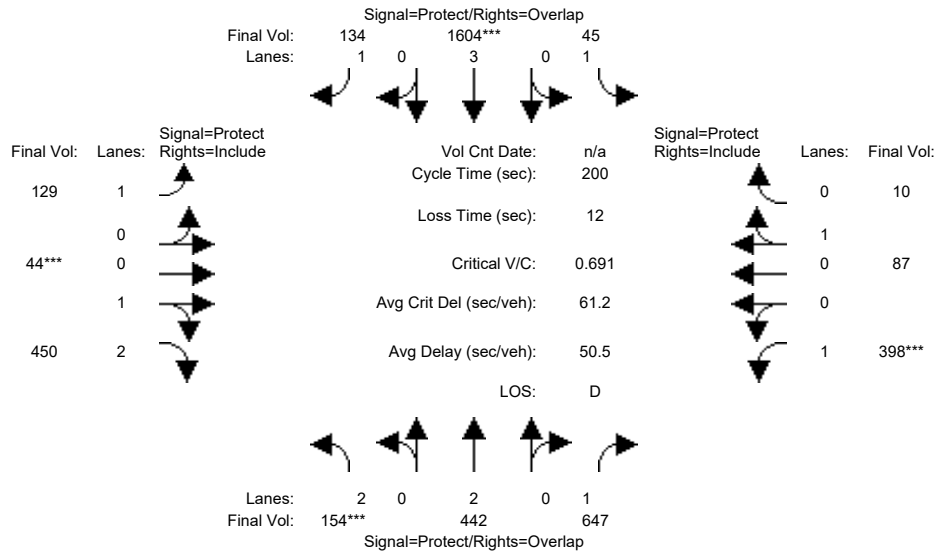 Signal=Protect/Rights=Overlap
Final Vol: 134 1604*** 45
Lanes: 1 0 3 0 1
Signal=Protect
Final Vol: Lanes: Rights=Include
Vol Cnt Date: n/a
Signal=Protect
Rights=Include Lanes: Final Vol:
Cycle Time (sec): 200
129 1
0 10
Loss Time (sec): 12
0
1
44*** 0
Critical V/C: 0.691
0 87
1
Avg Crit Del (sec/veh): 61.2
0
450 2
Avg Delay (sec/veh): 50.5
1 398***
LOS: D
Lanes: 2 0 2 0 1
Final Vol: 154*** 442 647
Signal=Protect/Rights=Overlap